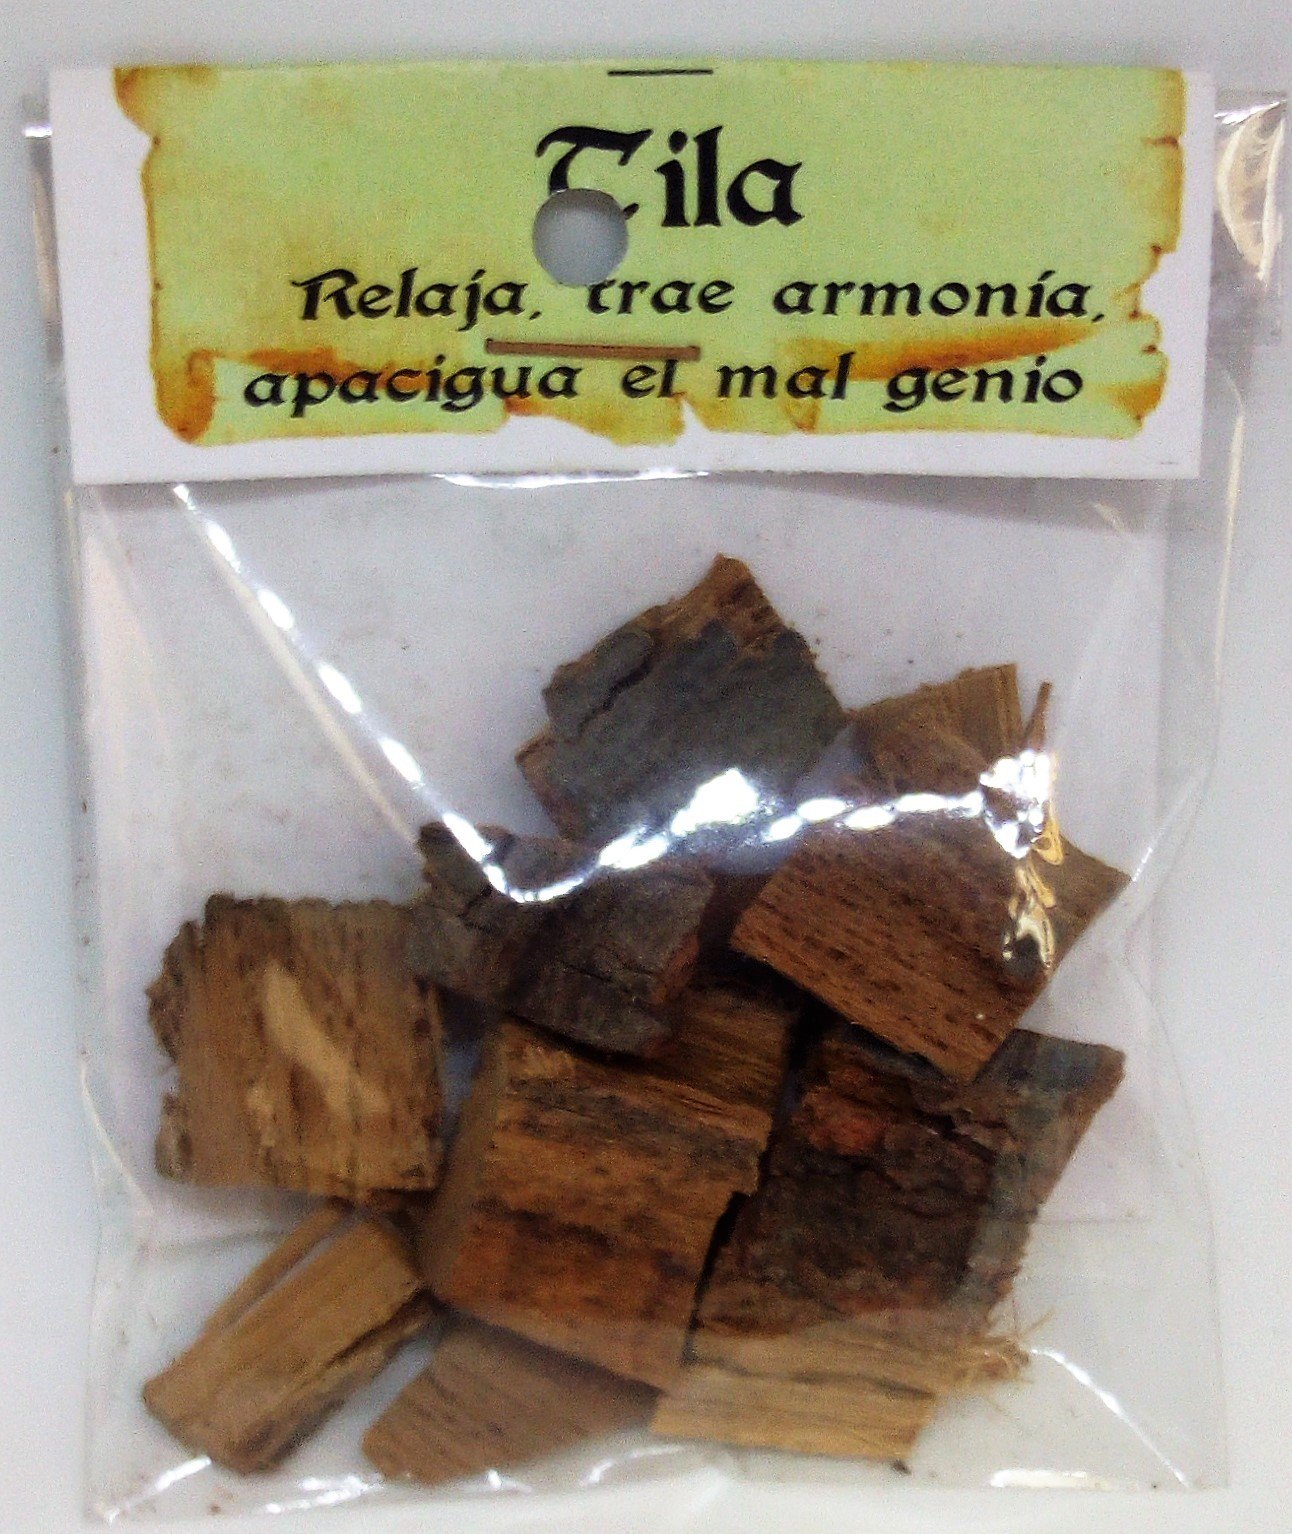 Tila
Relaja, trae armonía,
apacigua el mal genio